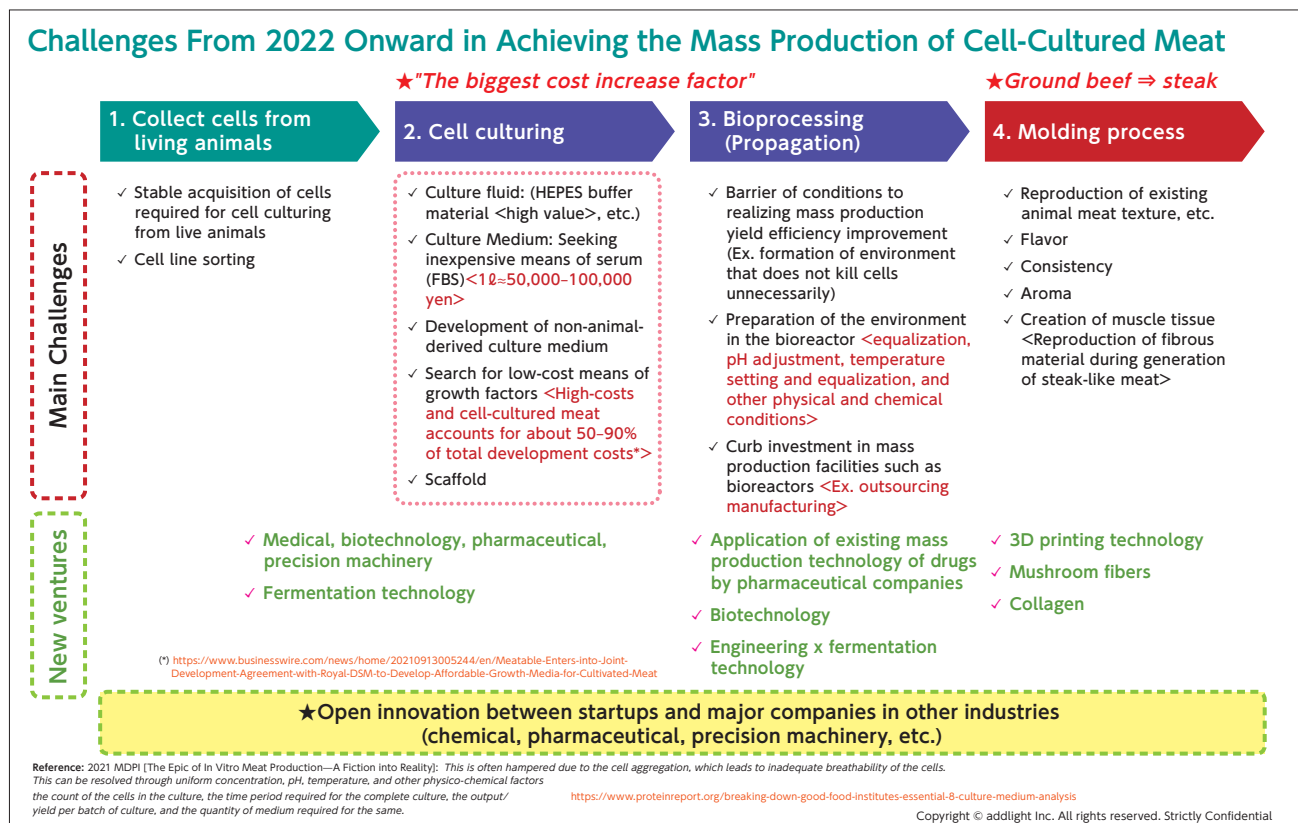 Challenges From 2022 Onward in Achieving the Mass Production of Cell-Cultured Meat
★"The biggest cost increase factor"
★Ground beef ⇒ steak
1. Collect cells from
living animals
2. Cell culturing
3. Bioprocessing
(Propagation)
4. Molding process
Main Challenges
✓ Stable acquisition of cells
required for cell culturing
from live animals
✓ Cell line sorting
✓ Culture fluid: (HEPES buffer
material <high value>, etc.)
✓ Culture Medium: Seeking
inexpensive means of serum
(FBS)<1ℓ≈50,000–100,000
yen>
✓ Development of non-animal-
derived culture medium
✓ Search for low-cost means of
growth factors <High-costs
and cell-cultured meat
accounts for about 50–90%
of total development costs*>
✓ Scaffold
✓ Barrier of conditions to
realizing mass production
yield efficiency improvement
(Ex. formation of environment
that does not kill cells
unnecessarily)
✓ Preparation of the environment
in the bioreactor <equalization,
pH adjustment, temperature
setting and equalization, and
other physical and chemical
conditions>
✓ Curb investment in mass
production facilities such as
bioreactors <Ex. outsourcing
manufacturing>
✓ Reproduction of existing
animal meat texture, etc.
✓ Flavor
✓ Consistency
✓ Aroma
✓ Creation of muscle tissue
<Reproduction of fibrous
material during generation
of steak-like meat>
New ventures
✓ Medical, biotechnology, pharmaceutical,
precision machinery
✓ Fermentation technology
✓ Application of existing mass
production technology of drugs
by pharmaceutical companies
✓ Biotechnology
✓ Engineering x fermentation
technology
✓ 3D printing technology
✓ Mushroom fibers
✓ Collagen
(*) https://www.businesswire.com/news/home/20210913005244/en/Meatable-Enters-into-Joint-
Development-Agreement-with-Royal-DSM-to-Develop-Affordable-Growth-Media-for-Cultivated-Meat
★Open innovation between startups and major companies in other industries
(chemical, pharmaceutical, precision machinery, etc.)
Reference: 2021 MDPI [The Epic of In Vitro Meat Production—A Fiction into Reality]: This is often hampered due to the cell aggregation, which leads to inadequate breathability of the cells.
This can be resolved through uniform concentration, pH, temperature, and other physico-chemical factors
the count of the cells in the culture, the time period required for the complete culture, the output/
yield per batch of culture, and the quantity of medium required for the same.
https://www.proteinreport.org/breaking-down-good-food-institutes-essential-8-culture-medium-analysis
Copyright © addlight Inc. All rights reserved. Strictly Confidential